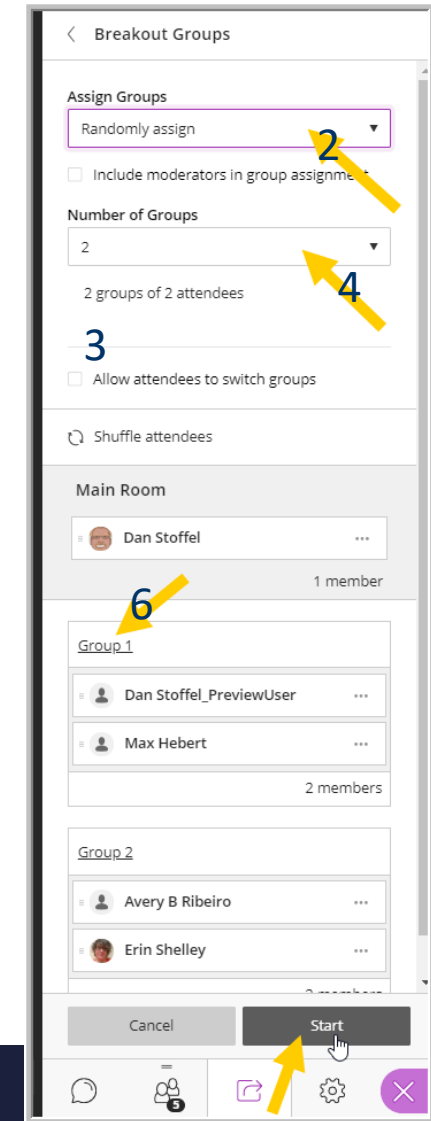 Breakout Groups
Assign Groups
Randomly assign
2
Include moderators in group assignment
Number of Groups
2
4
2 groups of 2 attendees
3
Allow attendees to switch groups
Shuffle attendees
Main Room
Dan Stoffel
1 member
6
Group 1
Dan Stoffel_PreviewUser
Max Hebert
2 members
Group 2
Avery B Ribeiro
Erin Shelley
2 members
Cancel Start
5